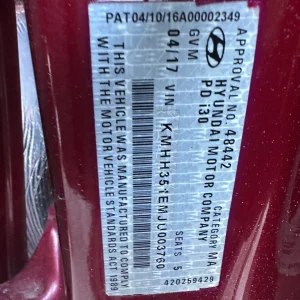 PAT04/10/16A00002349
APPROVAL NO. 48442 CATEGORY MA
HYUNDAI MOTOR COMPANY
PD i30
GVM SEATS 5
04/17 VIN KMHH351EMJU003760
THIS VEHICLE WAS MANUFACTURED TO COMPLY
WITH THE MOTOR VEHICLE STANDARDS ACT 1989
420259429